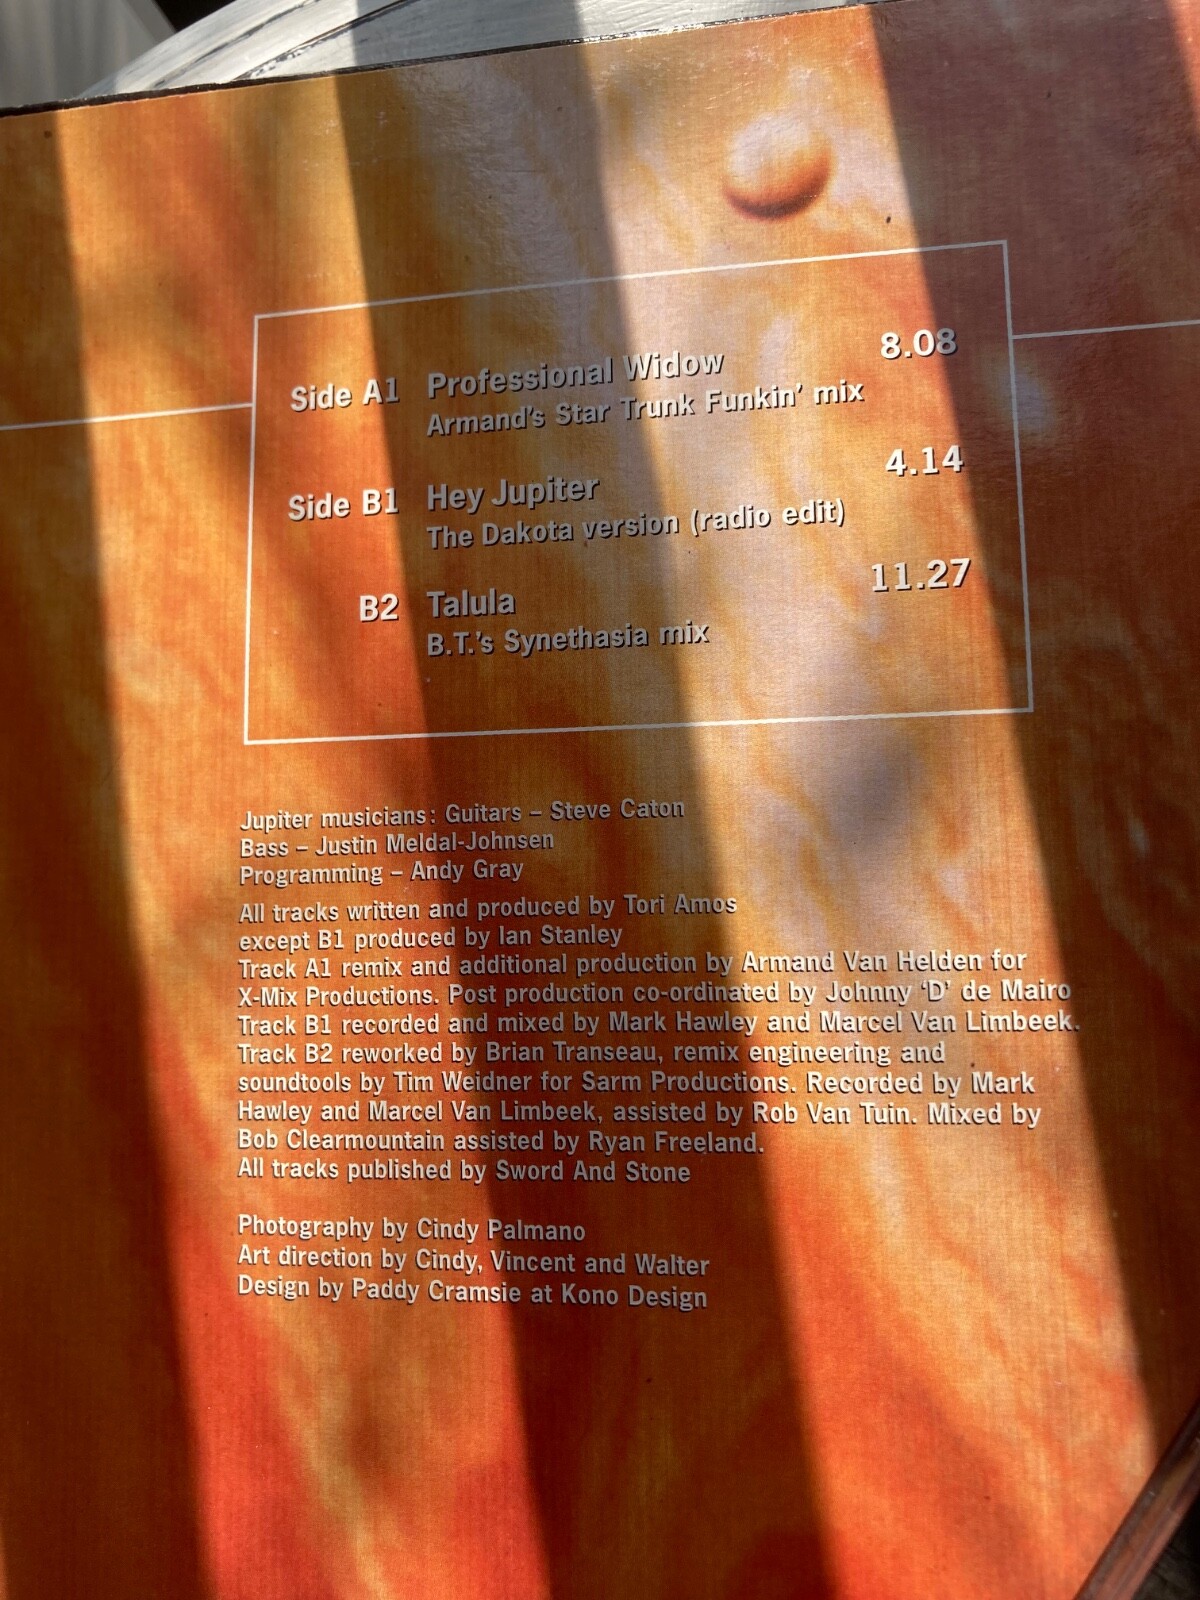 Side A1 Professional Widow 8.08
Armand's Star Trunk Funkin' mix
Side B1 Hey Jupiter 4.14
The Dakota version (radio edit)
B2 Talula 11.27
B.T.'s Synethasia mix
Jupiter musicians: Guitars – Steve Caton
Bass – Justin Meldal-Johnsen
Programming – Andy Gray
All tracks written and produced by Tori Amos
except B1 produced by Ian Stanley
Track A1 remix and additional production by Armand Van Helden for
X-Mix Productions. Post production co-ordinated by Johnny ‘D’ de Mairo
Track B1 recorded and mixed by Mark Hawley and Marcel Van Limbeek.
Track B2 reworked by Brian Transeau, remix engineering and
soundtools by Tim Weidner for Sarm Productions. Recorded by Mark
Hawley and Marcel Van Limbeek, assisted by Rob Van Tuin. Mixed by
Bob Clearmountain assisted by Ryan Freeland.
All tracks published by Sword And Stone
Photography by Cindy Palmano
Art direction by Cindy, Vincent and Walter
Design by Paddy Cramsie at Kono Design